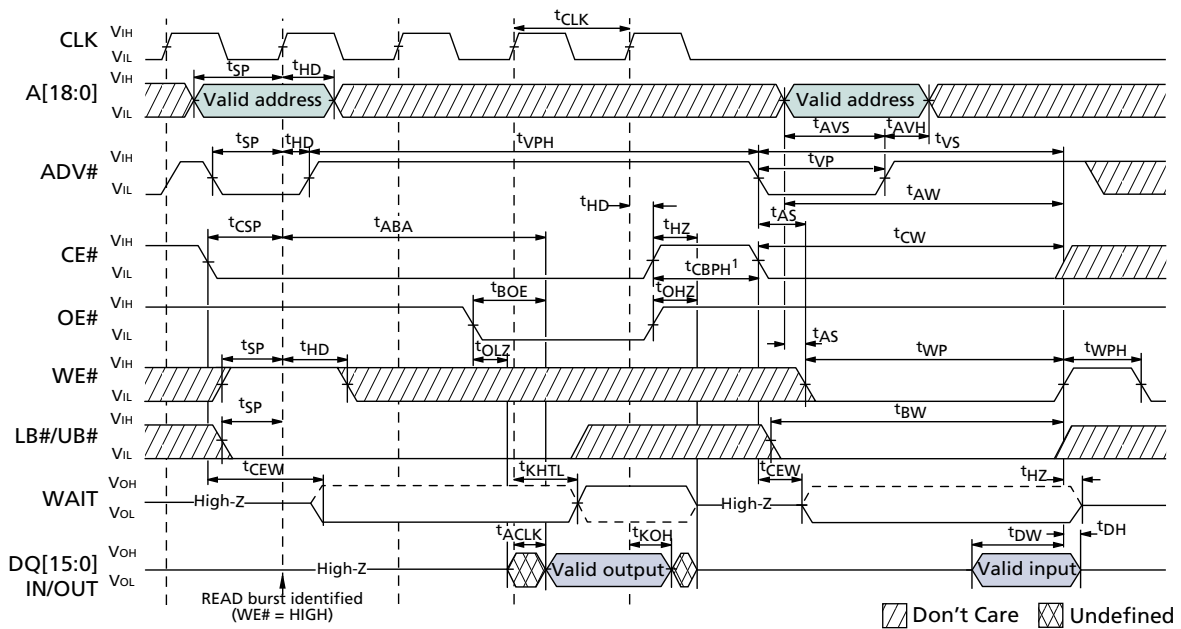 tCLK
CLK VIH
VIL
tSP tHD
A[18:0] VIH
VIL
Valid address Valid address
tAVS tAVH
tSP tHD tVPH tVS
ADV# VIH
VIL
tVP
tAW
tHD tAS
tCSP tABA tHZ
CE# VIH
VIL
tCW
tCBPH1
tBOE tOHZ
OE# VIH
VIL
tAS
tOLZ
tSP tHD tWP tWPH
WE# VIH
VIL
tSP tBW
LB#/UB# VIH
VIL
tCEW tKHTL tCEW tHZ
WAIT VOH
VOL
High-Z High-Z
tACLK tKOH tDW tDH
DQ[15:0]
IN/OUT
VOH
VOL
High-Z Valid output Valid input
READ burst identified
(WE# = HIGH)
Don't Care Undefined